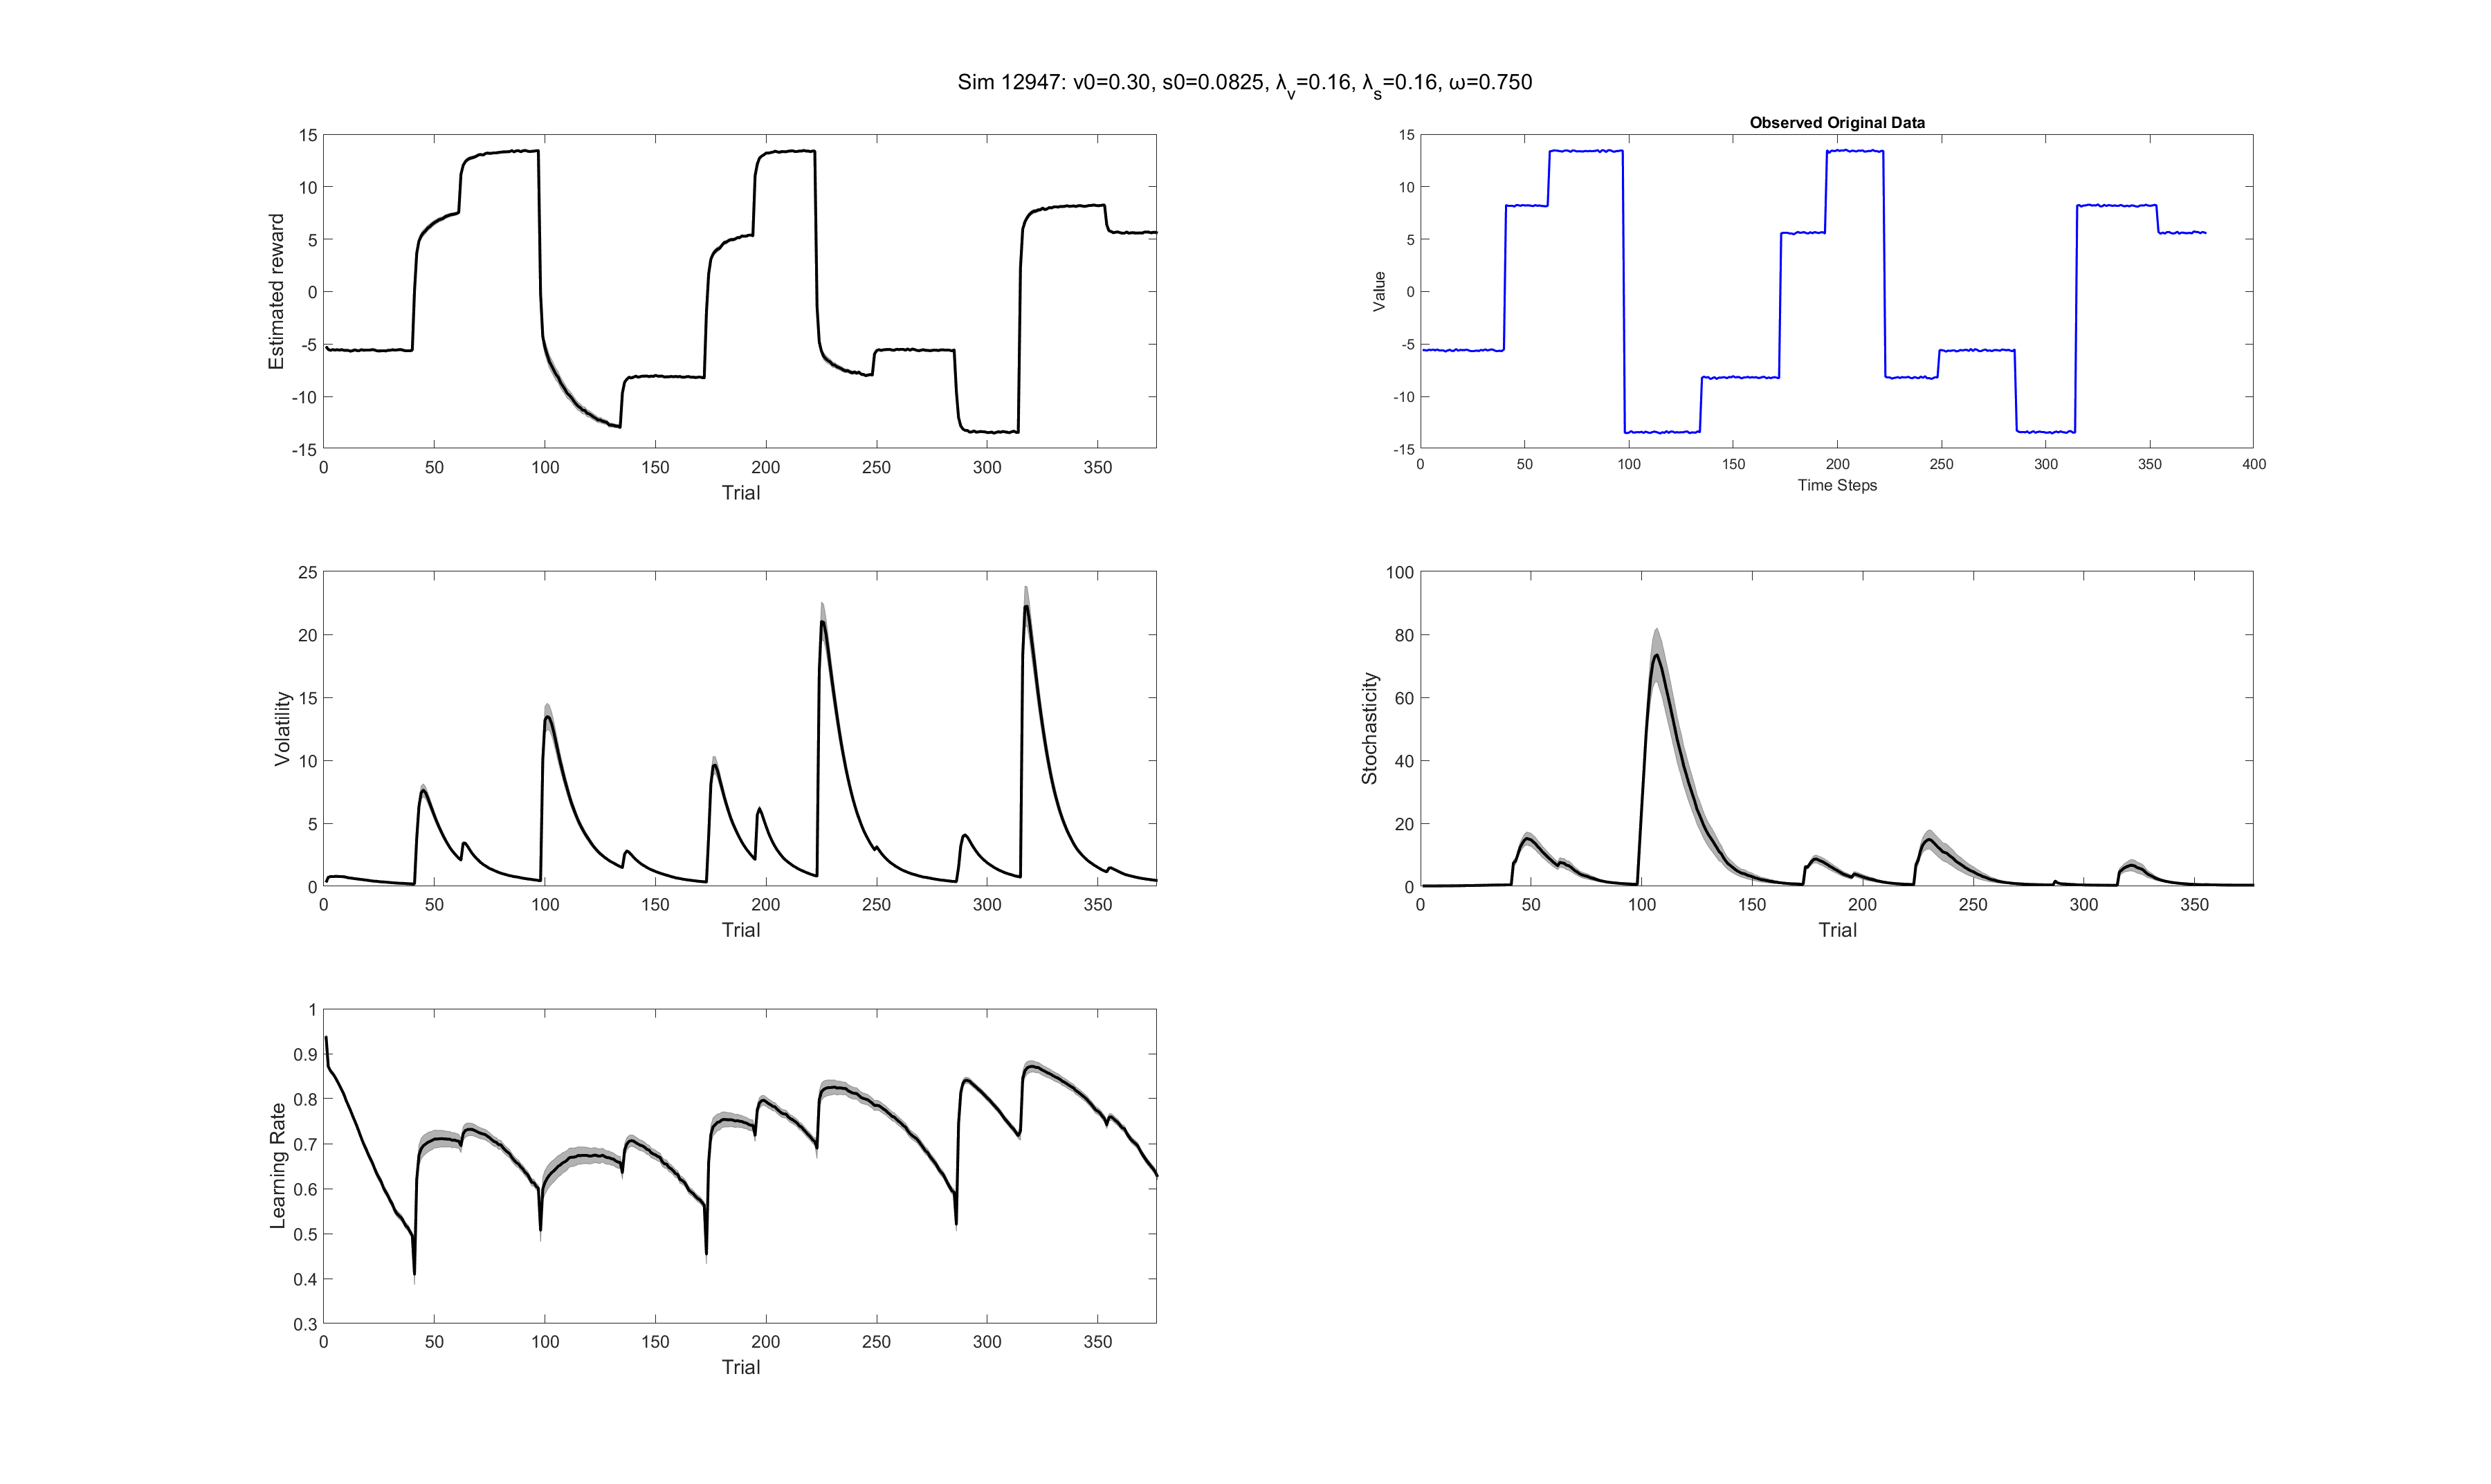 Sim 12947: v0=0.30, s0=0.0825, λv=0.16, λs=0.16, ω=0.750
Estimated reward
15
10
5
0
-5
-10
-15
0 50 100 150 200 250 300 350
Trial
Observed Original Data
Value
15
10
5
0
-5
-10
-15
0 50 100 150 200 250 300 350 400
Time Steps
Volatility
25
20
15
10
5
0
0 50 100 150 200 250 300 350
Trial
Stochasticity
100
80
60
40
20
0
0 50 100 150 200 250 300 350
Trial
Learning Rate
1
0.9
0.8
0.7
0.6
0.5
0.4
0.3
0 50 100 150 200 250 300 350
Trial